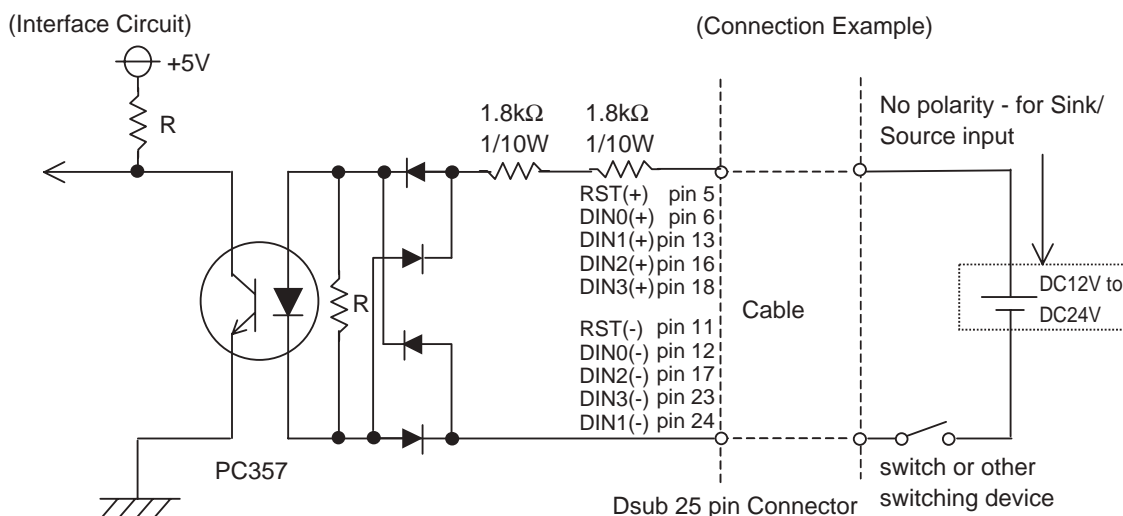 (Interface Circuit)
(Connection Example)
+5V
R
1.8kΩ
1/10W
1.8kΩ
1/10W
No polarity - for Sink/
Source input
RST(+) pin 5
DIN0(+) pin 6
DIN1(+) pin 13
DIN2(+) pin 16
DIN3(+) pin 18
R
Cable
DC12V to
DC24V
RST(-) pin 11
DIN0(-) pin 12
DIN2(-) pin 17
DIN3(-) pin 23
DIN1(-) pin 24
PC357
switch or other
switching device
Dsub 25 pin Connector